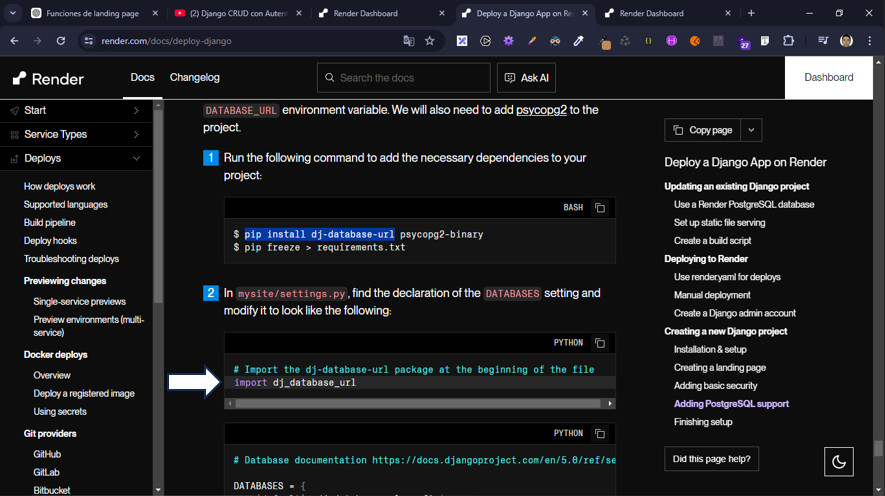 Funciones de landing page
(2) Django CRUD con Autent
Render Dashboard
Deploy a Django App on Re
Render Dashboard
render.com/docs/deploy-django
27
Render
Docs
Changelog
Search the docs
Ask AI
Dashboard
Start
Service Types
Deploys
How deploys work
Supported languages
Build pipeline
Deploy hooks
Troubleshooting deploys
Previewing changes
Single-service previews
Preview environments (multi-
service)
Docker deploys
Overview
Deploy a registered image
Using secrets
Git providers
GitHub
GitLab
Bitbucket
DATABASE_URL environment variable. We will also need to add psycopg2 to the
project.
1 Run the following command to add the necessary dependencies to your
project:
BASH
$ pip install dj-database-url psycopg2-binary
$ pip freeze > requirements.txt
2 In mysite/settings.py, find the declaration of the DATABASES setting and
modify it to look like the following:
PYTHON
# Import the dj-database-url package at the beginning of the file
import dj_database_url
PYTHON
# Database documentation https://docs.djangoproject.com/en/5.0/ref/se
DATABASES = {
Copy page
Deploy a Django App on Render
Updating an existing Django project
Use a Render PostgreSQL database
Set up static file serving
Create a build script
Deploying to Render
Use render.yaml for deploys
Manual deployment
Create a Django admin account
Creating a new Django project
Installation & setup
Creating a landing page
Adding basic security
Adding PostgreSQL support
Finishing setup
Did this page help?